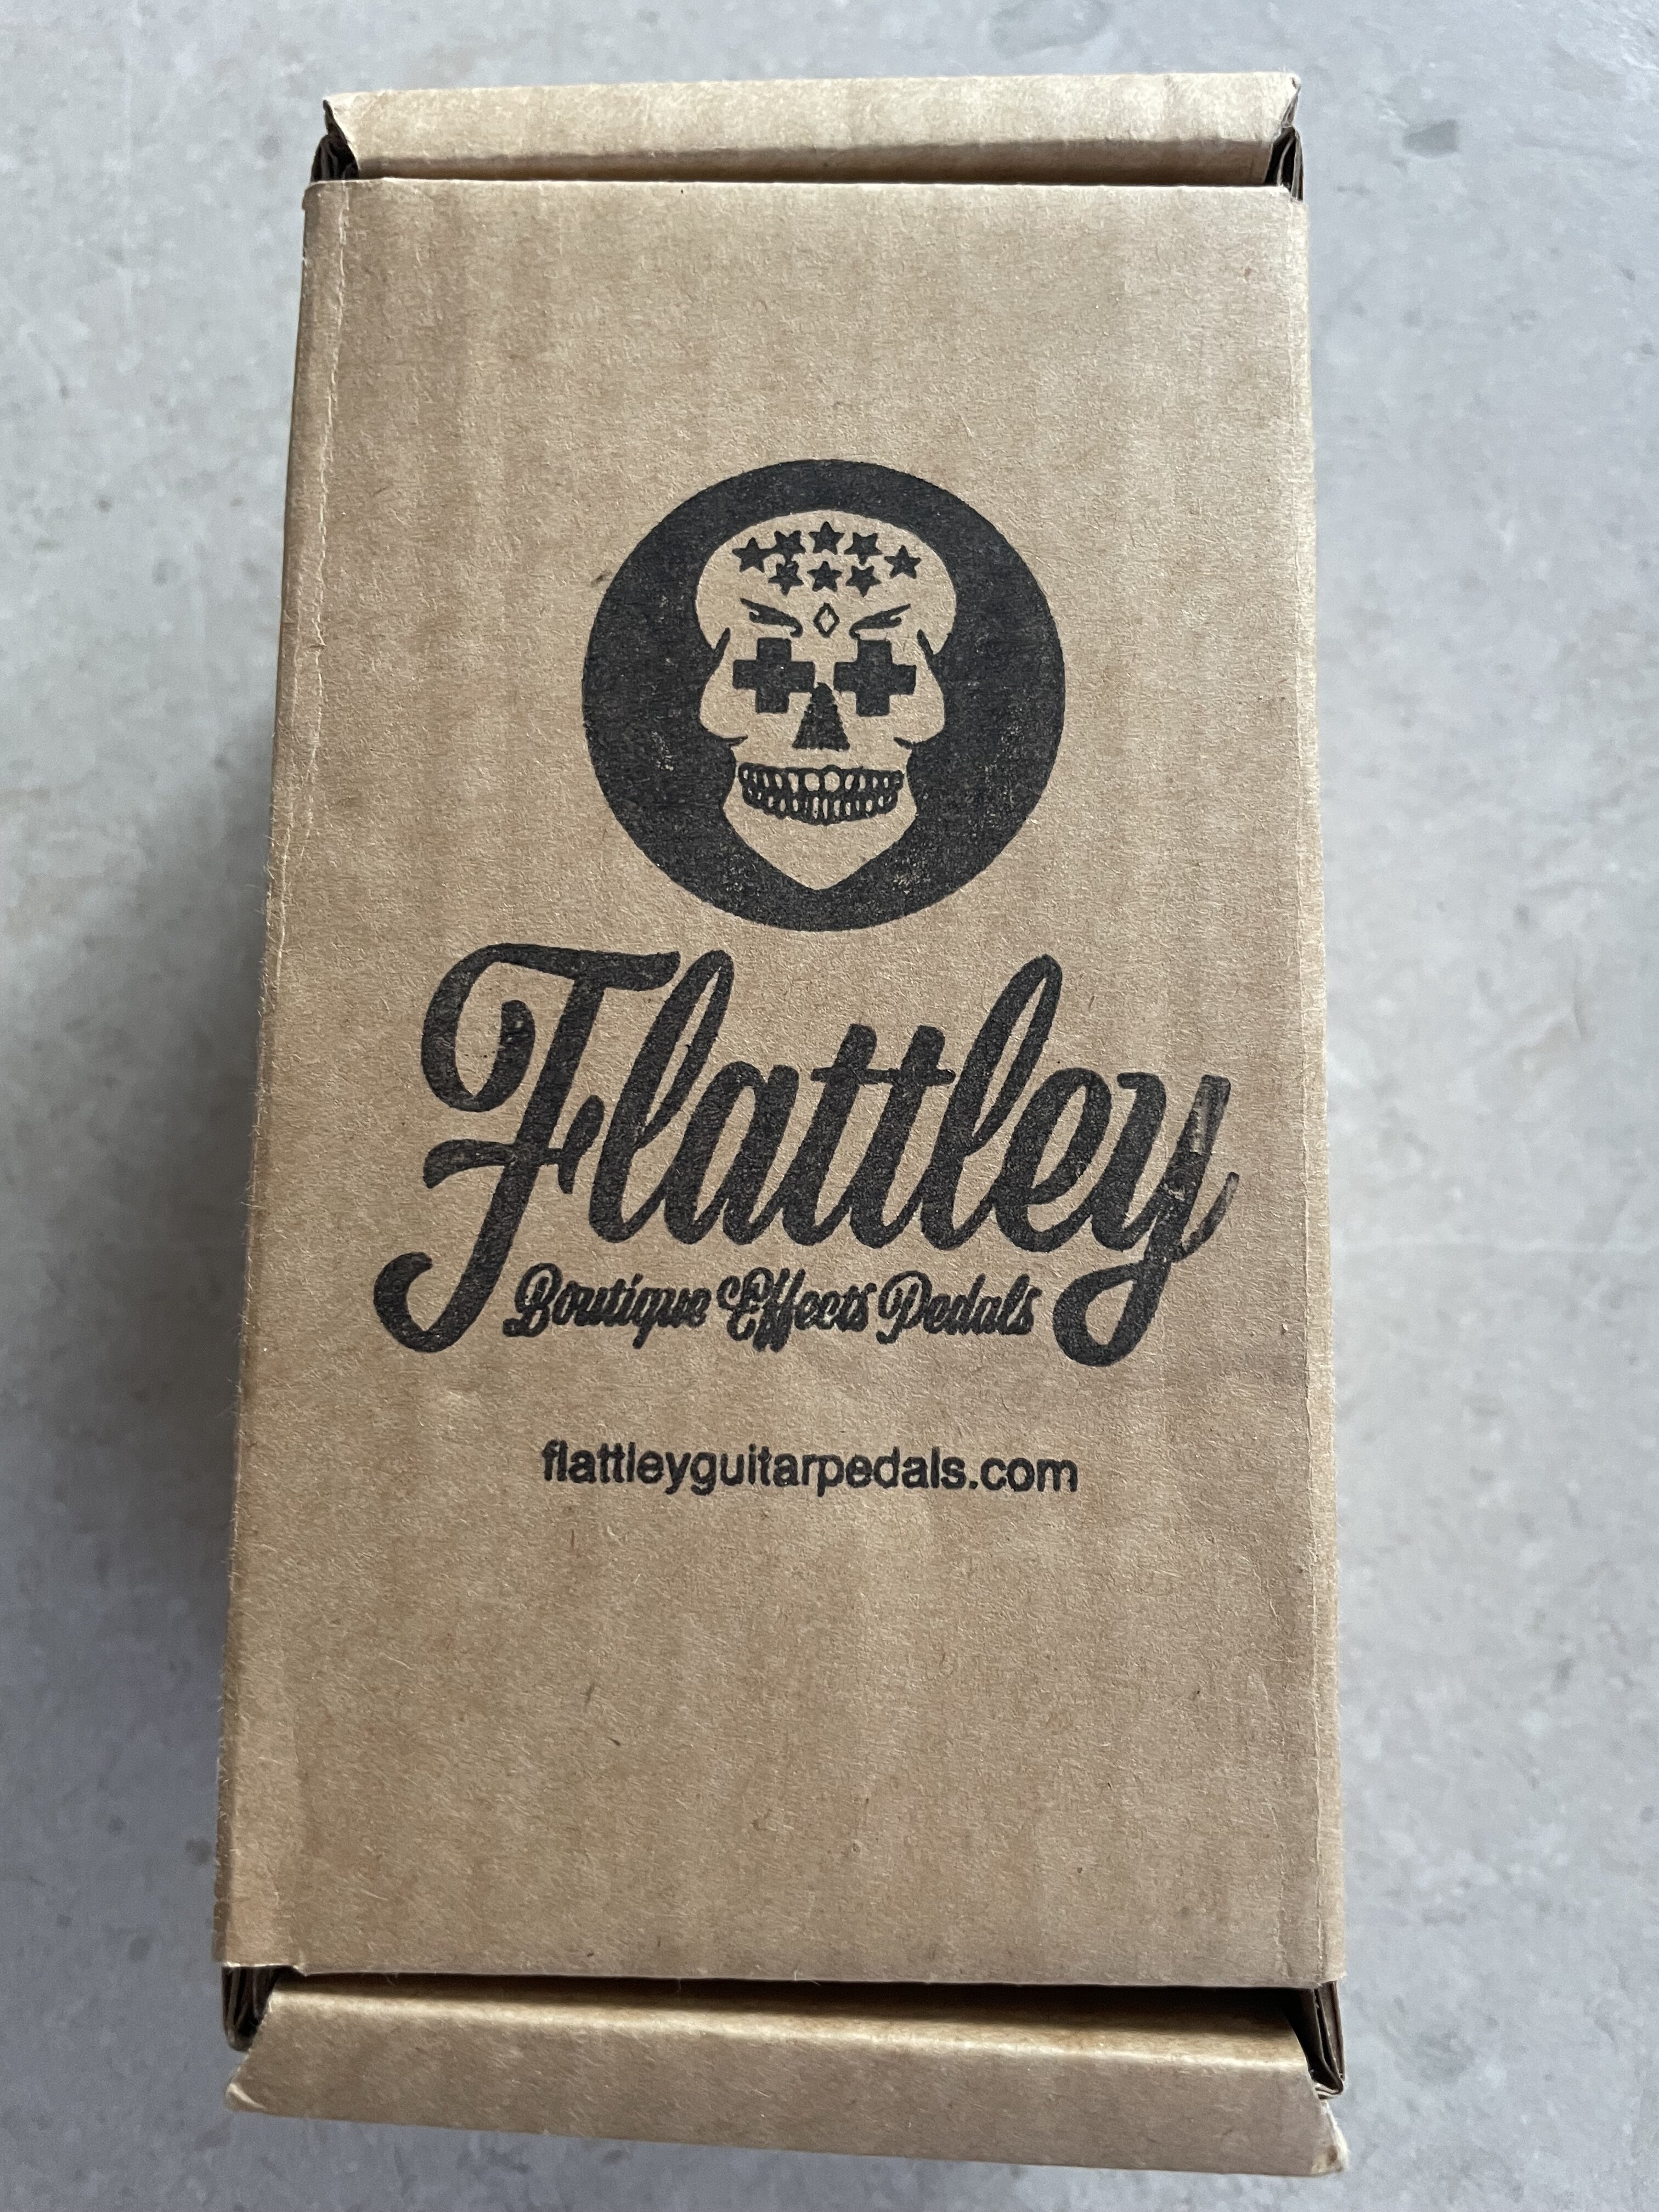 Flattley
Boutique Effects Pedals
flattleyguitarpedals.com